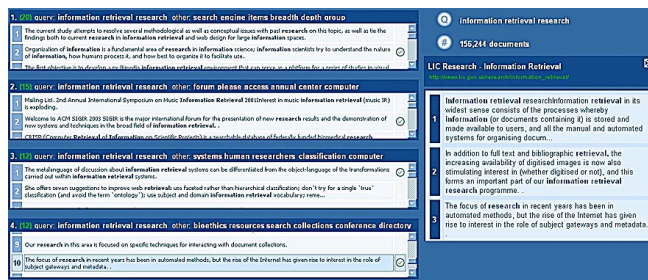 1. (20) query: information retrieval research other: search engine items breadth depth group
1 The current study attempts to resolve several methodological as well as conceptual issues with past research on this topic, as well as tie the
findings both to current research in information retrieval and web design for large information spaces.
2 Organization of information is a fundamental area of research in information science; information scientists try to understand the nature
of information, how humans process it, and how best to organize it to facilitate use.
2. (15) query: information retrieval research other: forum please access annual center computer
1 Mailing List. 2nd Annual International Symposium on Music Information Retrieval 2001Interest in music information retrieval (music IR)
is exploding.
2 Welcome to ACM SIGIR 2003 SIGIR is the major international forum for the presentation of new research results and the demonstration of
new systems and techniques in the broad field of information retrieval. .
3. (12) query: information retrieval research other: systems human researchers classification computer
1 The metalanguage of discussion about information retrieval systems can be differentiated from the object-language of the transformations
carried out within information retrieval systems.
2 She offers seven suggestions to improve web retrieval: use faceted rather than hierarchical classification; don't try for a single 'true'
classification (and avoid the term 'ontology'); use subject and domain information retrieval vocabulary; reme...
4. (12) query: information retrieval research other: bioethics resources search collections conference directory
9 Our research in this area is focused on specific techniques for interacting with document collections.
10 The focus of research in recent years has been in automated methods, but the rise of the Internet has given rise to interest in the role of
subject gateways and metadata. .
Q information retrieval research
# 156,244 documents
LIC Research - Information Retrieval
1 Information retrieval researchInformation retrieval in its
widest sense consists of the processes whereby
information (or documents containing it) is stored and
made available to users, and all the manual and automated
systems for organising docum...
2 In addition to full text and bibliographic retrieval, the
increasing availability of digitised images is now also
stimulating interest in (whether digitised or not), and this
forms an important part of our information retrieval
research programme. .
3 The focus of research in recent years has been in
automated methods, but the rise of the Internet has given
rise to interest in the role of subject gateways and metadata.
.